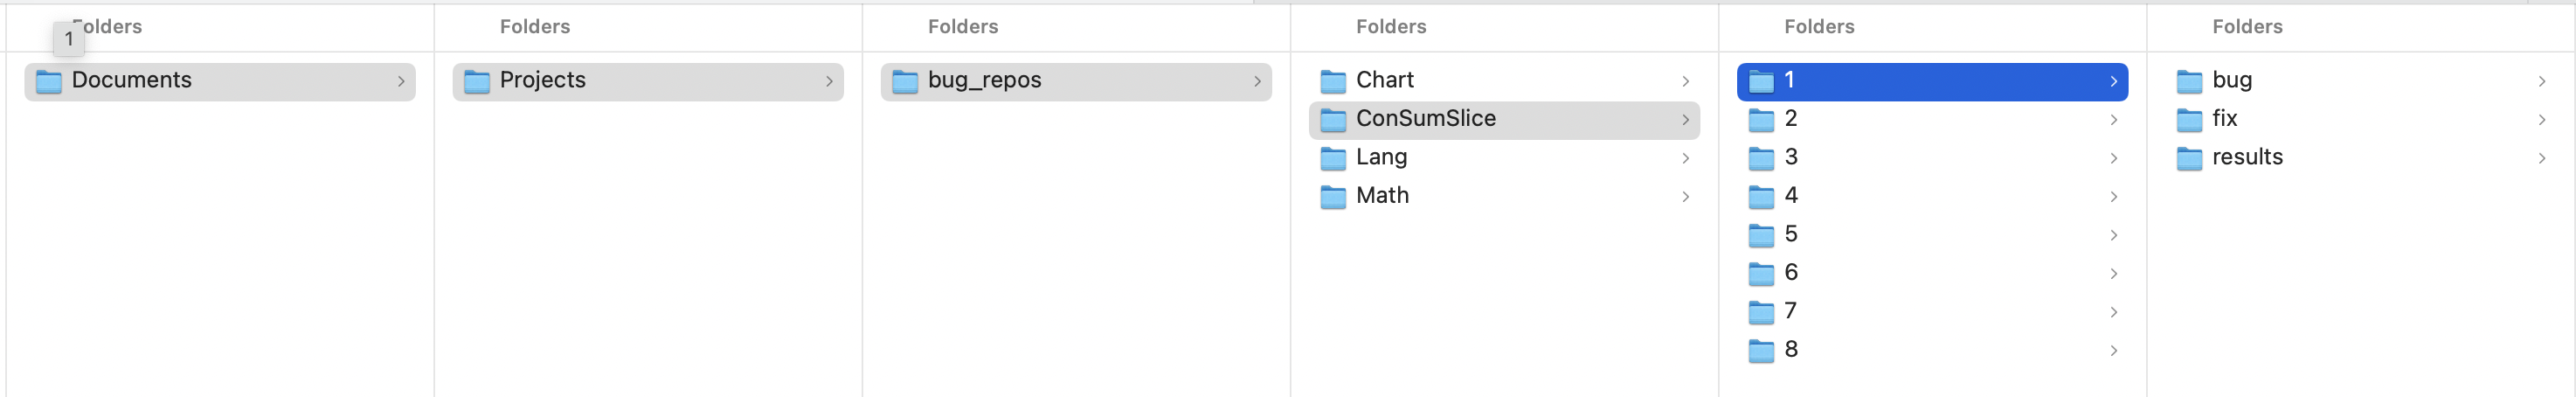 Folders Folders Folders Folders Folders Folders
1
Documents Projects bug_repos Chart 1 bug
ConSumSlice 2 fix
Lang 3 results
Math 4
5
6
7
8